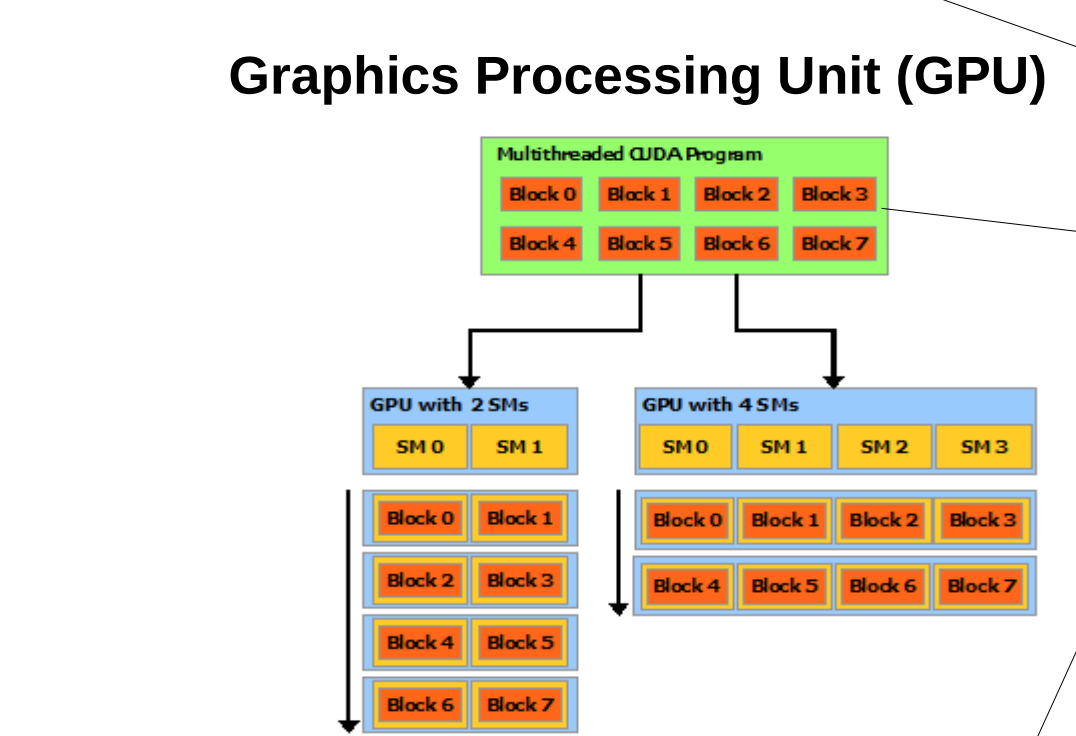 Graphics Processing Unit (GPU)
Multithreaded CUDA Program
Block 0 Block 1 Block 2 Block 3
Block 4 Block 5 Block 6 Block 7
GPU with 2 SMs
SM 0 SM 1
Block 0 Block 1
Block 2 Block 3
Block 4 Block 5
Block 6 Block 7
GPU with 4 SMs
SM 0 SM 1 SM 2 SM 3
Block 0 Block 1 Block 2 Block 3
Block 4 Block 5 Block 6 Block 7